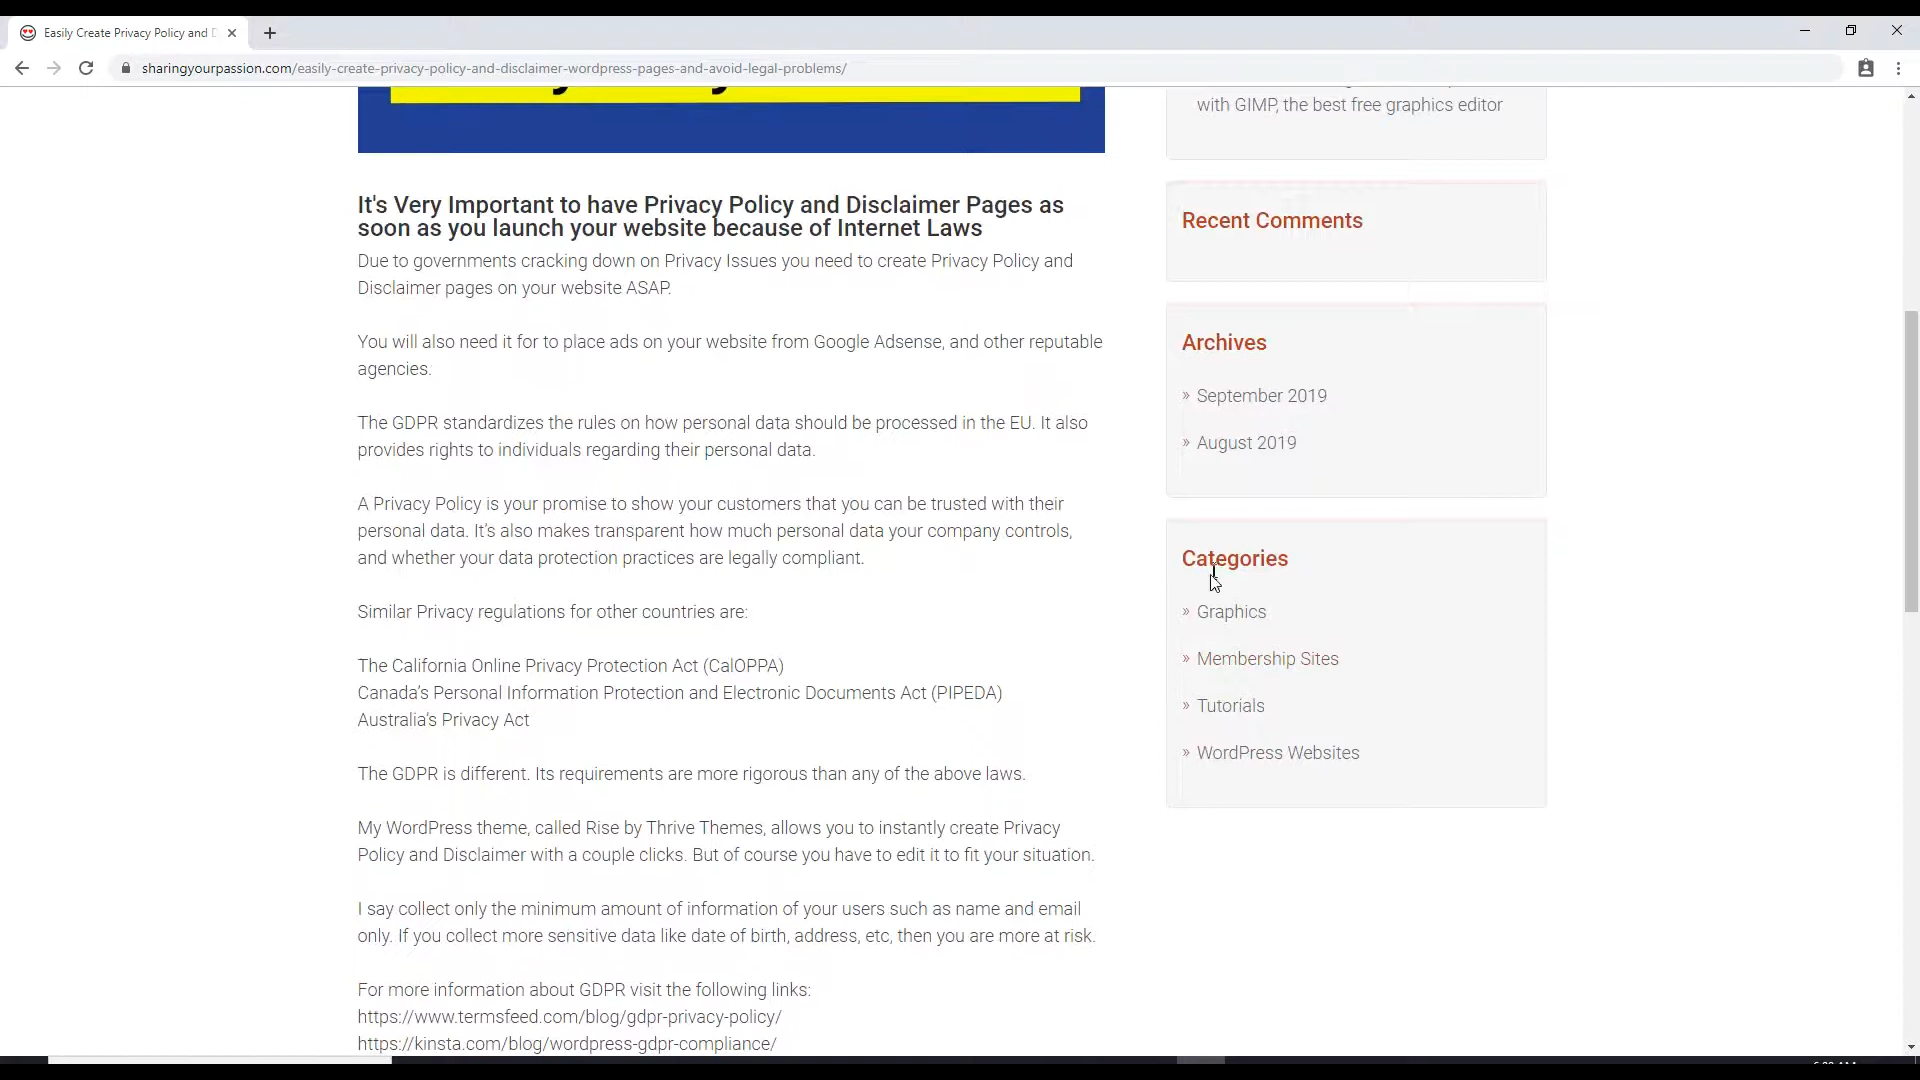 Easily Create Privacy Policy and
sharingyourpassion.com/easily-create-privacy-policy-and-disclaimer-wordpress-pages-and-avoid-legal-problems/
It's Very Important to have Privacy Policy and Disclaimer Pages as
soon as you launch your website because of Internet Laws
Due to governments cracking down on Privacy Issues you need to create Privacy Policy and
Disclaimer pages on your website ASAP.
You will also need it for to place ads on your website from Google Adsense, and other reputable
agencies.
The GDPR standardizes the rules on how personal data should be processed in the EU. It also
provides rights to individuals regarding their personal data.
A Privacy Policy is your promise to show your customers that you can be trusted with their
personal data. It's also makes transparent how much personal data your company controls,
and whether your data protection practices are legally compliant.
Similar Privacy regulations for other countries are:
The California Online Privacy Protection Act (CalOPPA)
Canada's Personal Information Protection and Electronic Documents Act (PIPEDA)
Australia's Privacy Act
The GDPR is different. Its requirements are more rigorous than any of the above laws.
My WordPress theme, called Rise by Thrive Themes, allows you to instantly create Privacy
Policy and Disclaimer with a couple clicks. But of course you have to edit it to fit your situation.
I say collect only the minimum amount of information of your users such as name and email
only. If you collect more sensitive data like date of birth, address, etc, then you are more at risk.
For more information about GDPR visit the following links:
https://www.termsfeed.com/blog/gdpr-privacy-policy/
https://kinsta.com/blog/wordpress-gdpr-compliance/
with GIMP, the best free graphics editor
Recent Comments
Archives
» September 2019
» August 2019
Categories
» Graphics
» Membership Sites
» Tutorials
» WordPress Websites